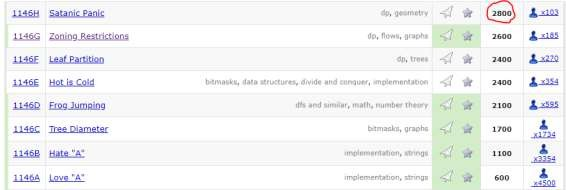 1146H Satanic Panic dp, geometry 2800 x103
1146G Zoning Restrictions dp, flows, graphs 2600 x185
1146F Leaf Partition dp, trees 2400 x270
1146E Hot is Cold bitmasks, data structures, divide and conquer, implementation 2400 x354
1146D Frog Jumping dfs and similar, math, number theory 2100 x595
1146C Tree Diameter bitmasks, graphs 1700 x1734
1146B Hate "A" implementation, strings 1100 x3354
1146A Love "A" implementation, strings 600 x4500